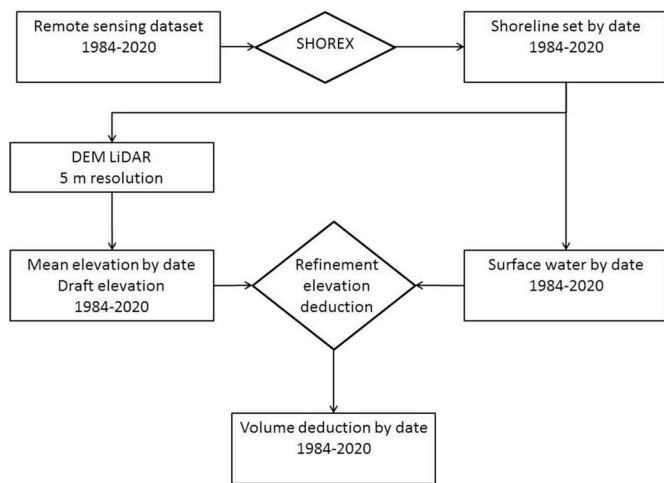 Remote sensing dataset
1984-2020
SHOREX
Shoreline set by date
1984-2020
DEM LiDAR
5 m resolution
Mean elevation by date
Draft elevation
1984-2020
Refinement
elevation
deduction
Surface water by date
1984-2020
Volume deduction by date
1984-2020